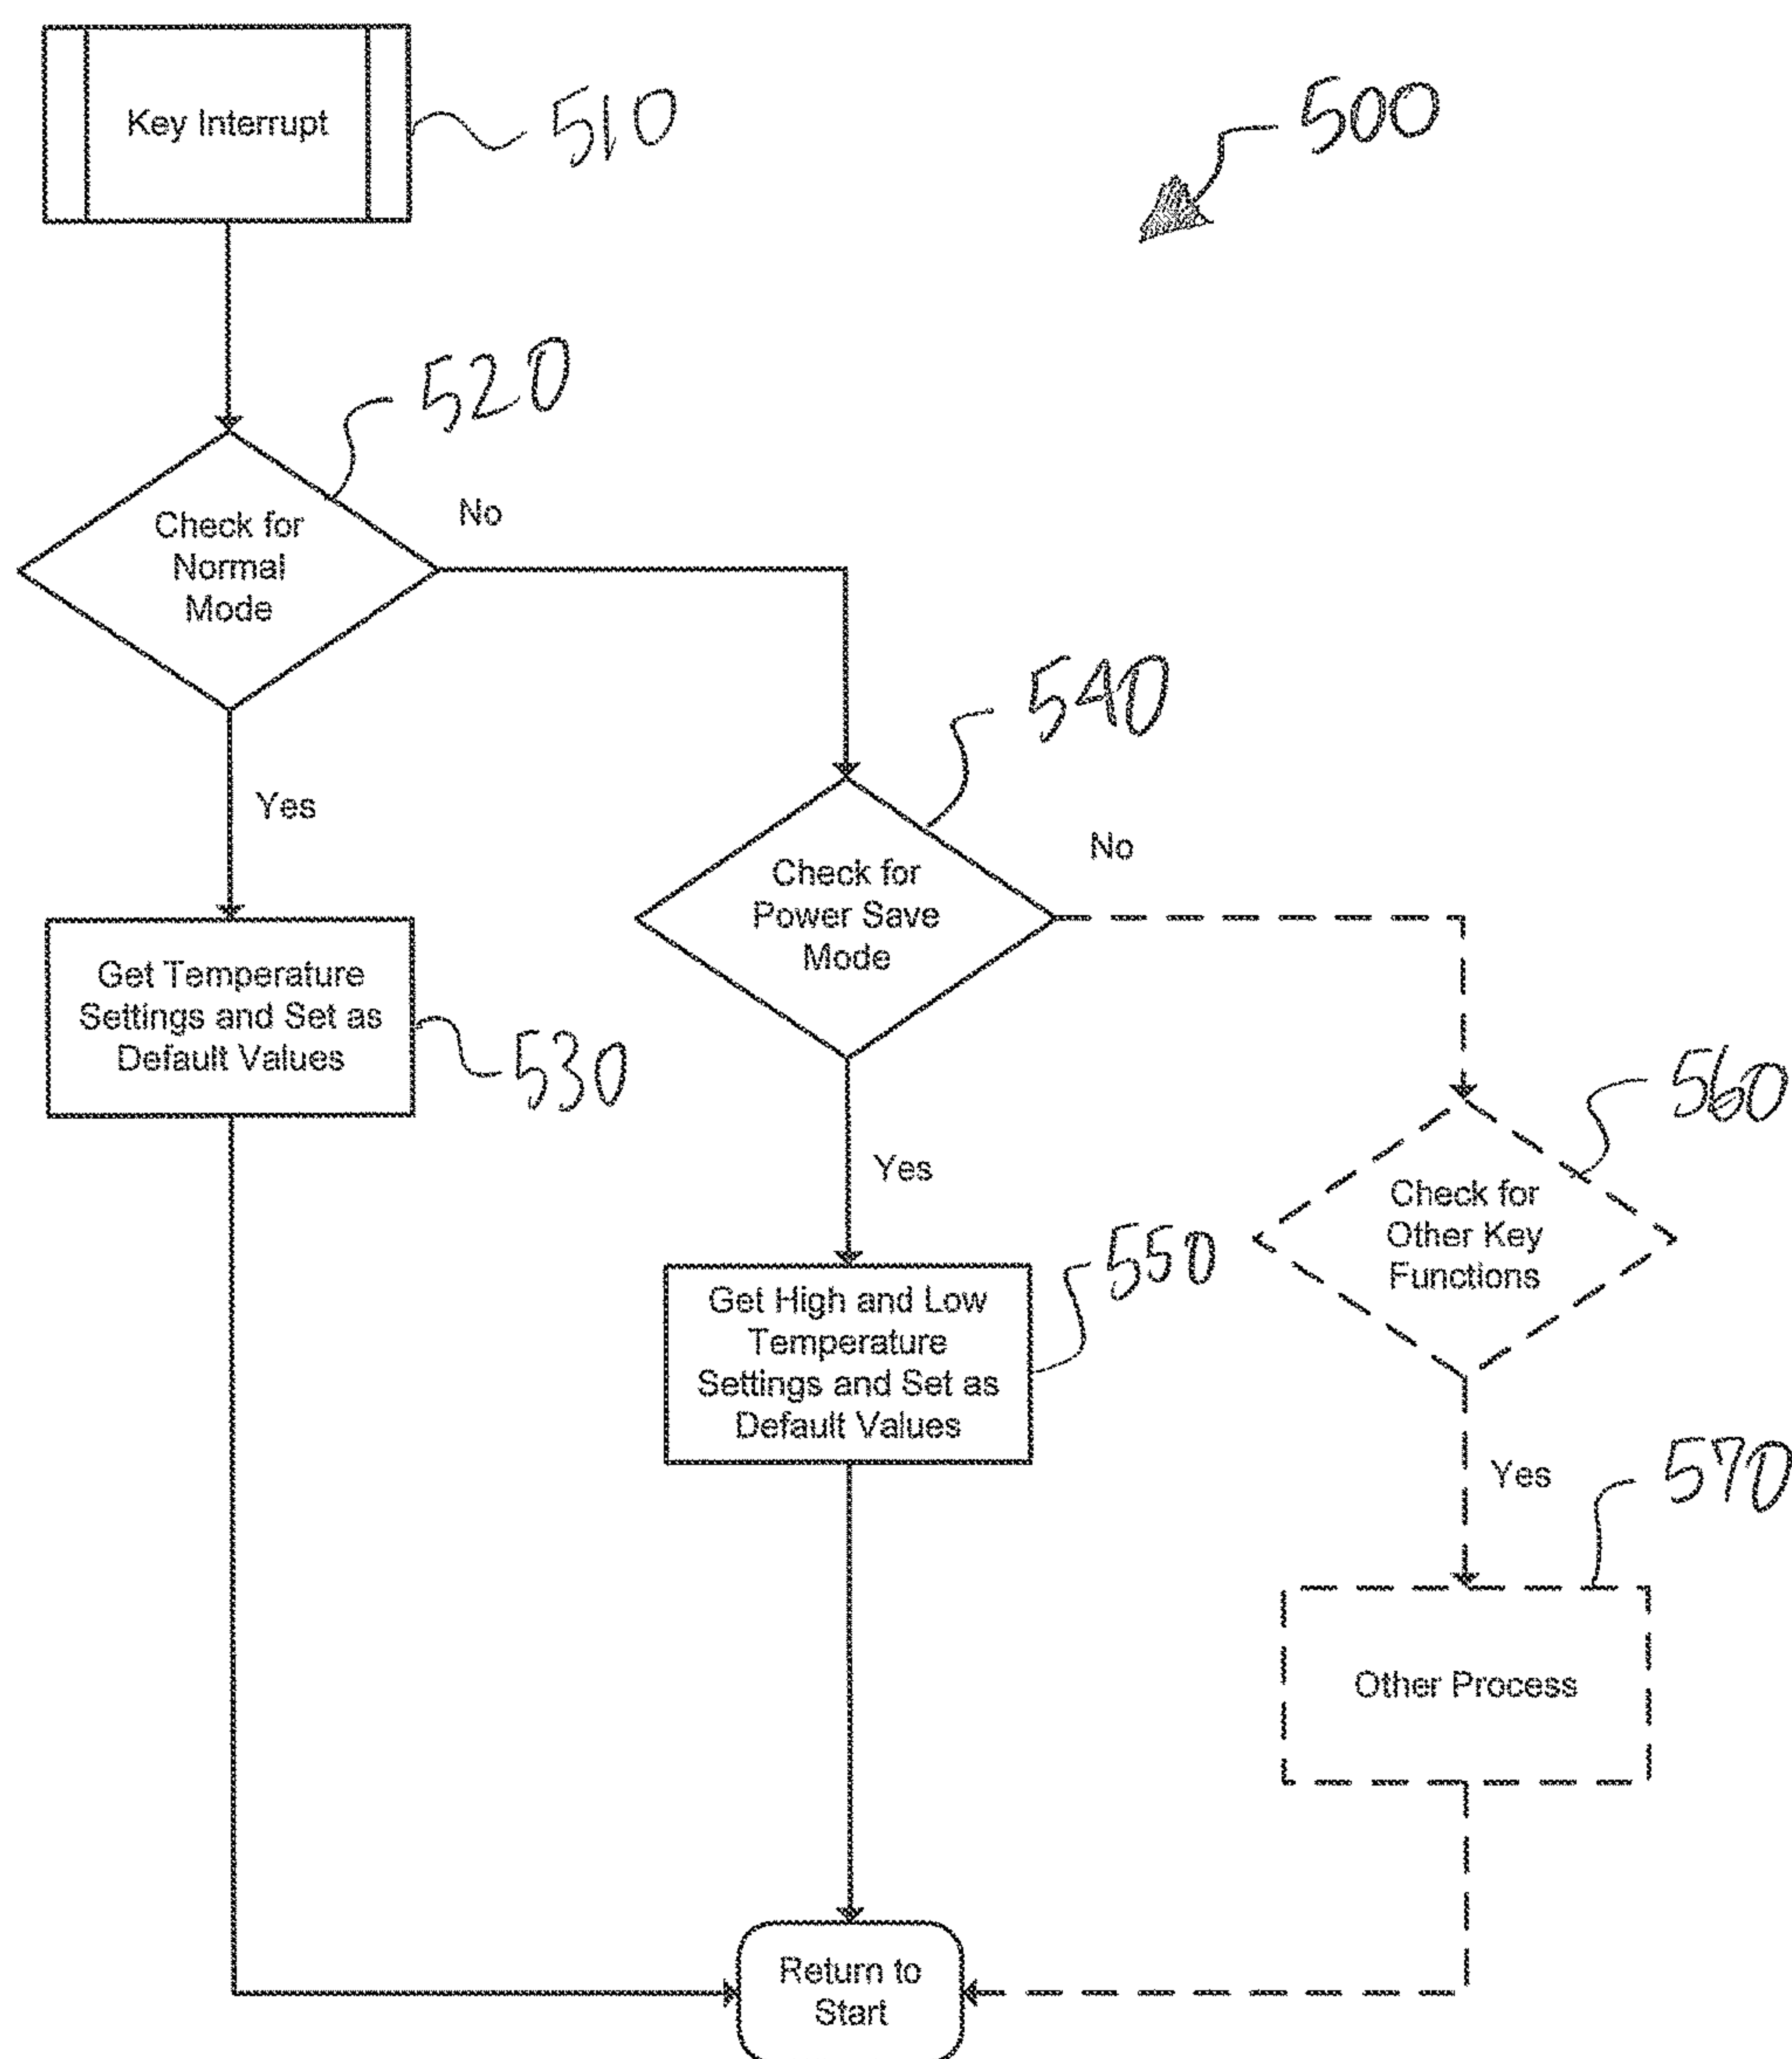 Key Interrupt
510
500
520
Check for
Normal
Mode
No
Yes
540
Check for
Power Save
Mode
No
Get Temperature
Settings and Set as
Default Values
530
Yes
560
Check for
Other Key
Functions
550
Get High and Low
Temperature
Settings and Set as
Default Values
Yes
570
Other Process
Return to
Start